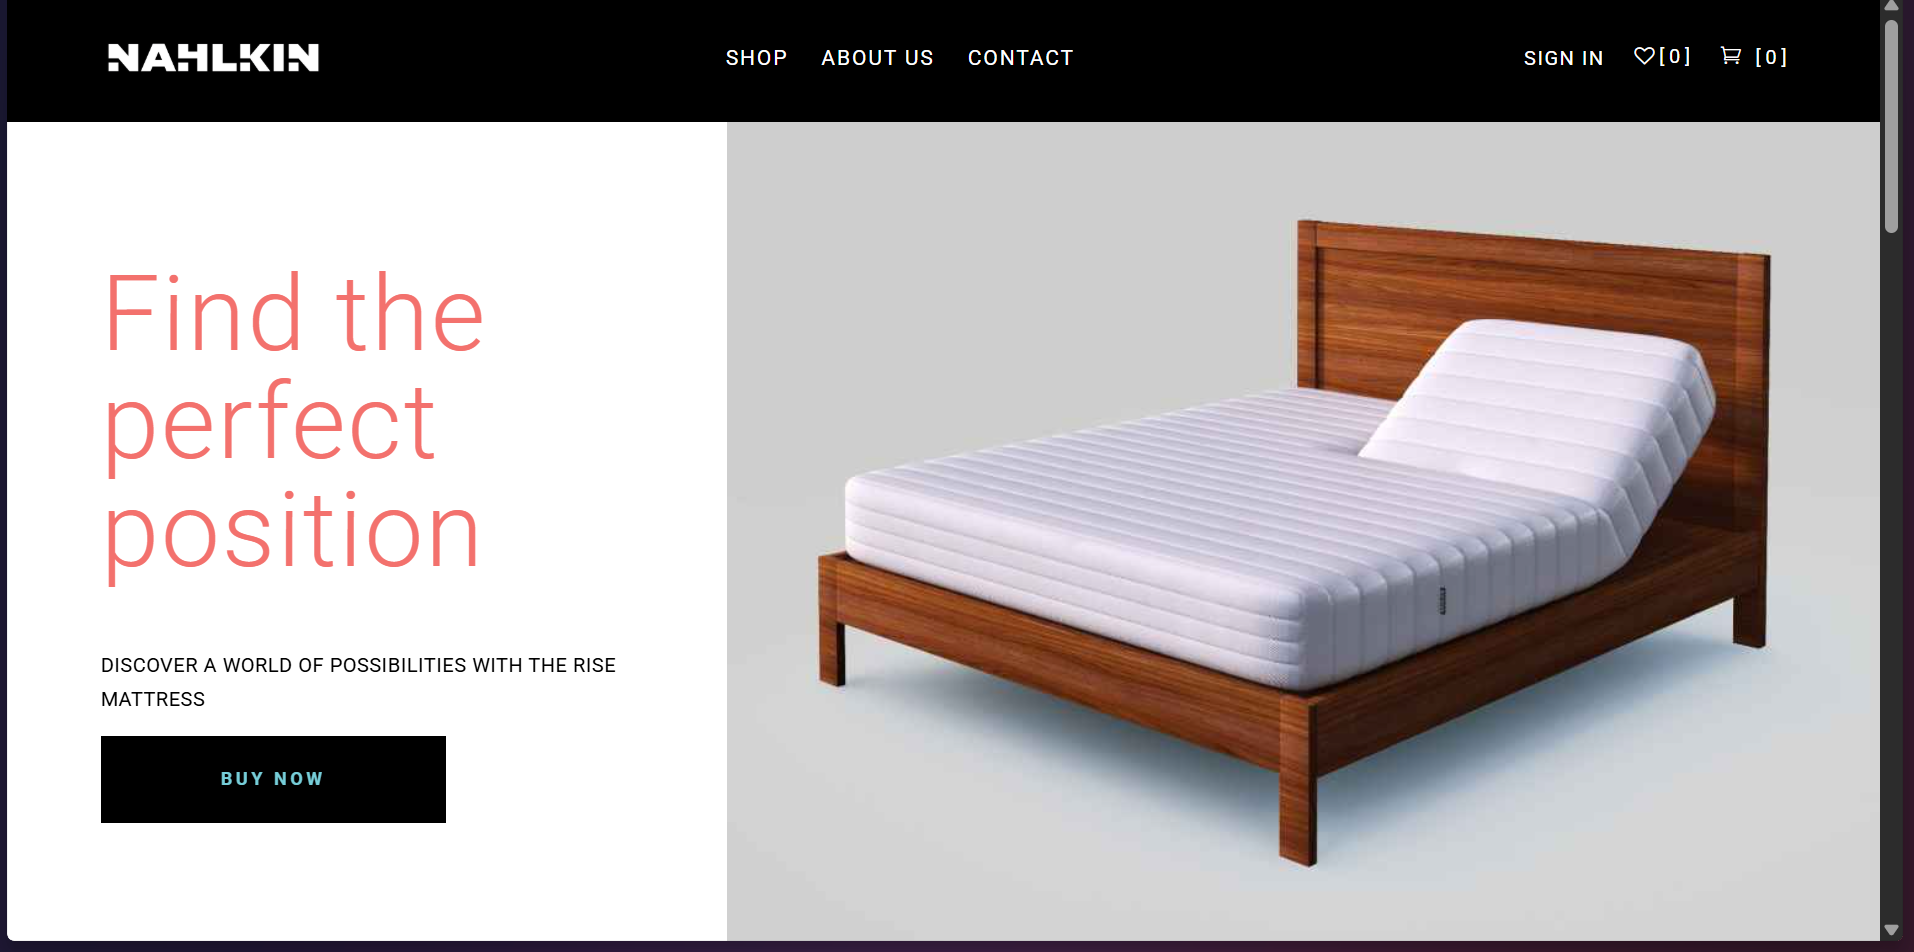 NAHLKIN
SHOP ABOUT US CONTACT
SIGN IN [0] [0]
Find the
perfect
position
DISCOVER A WORLD OF POSSIBILITIES WITH THE RISE
MATTRESS
BUY NOW